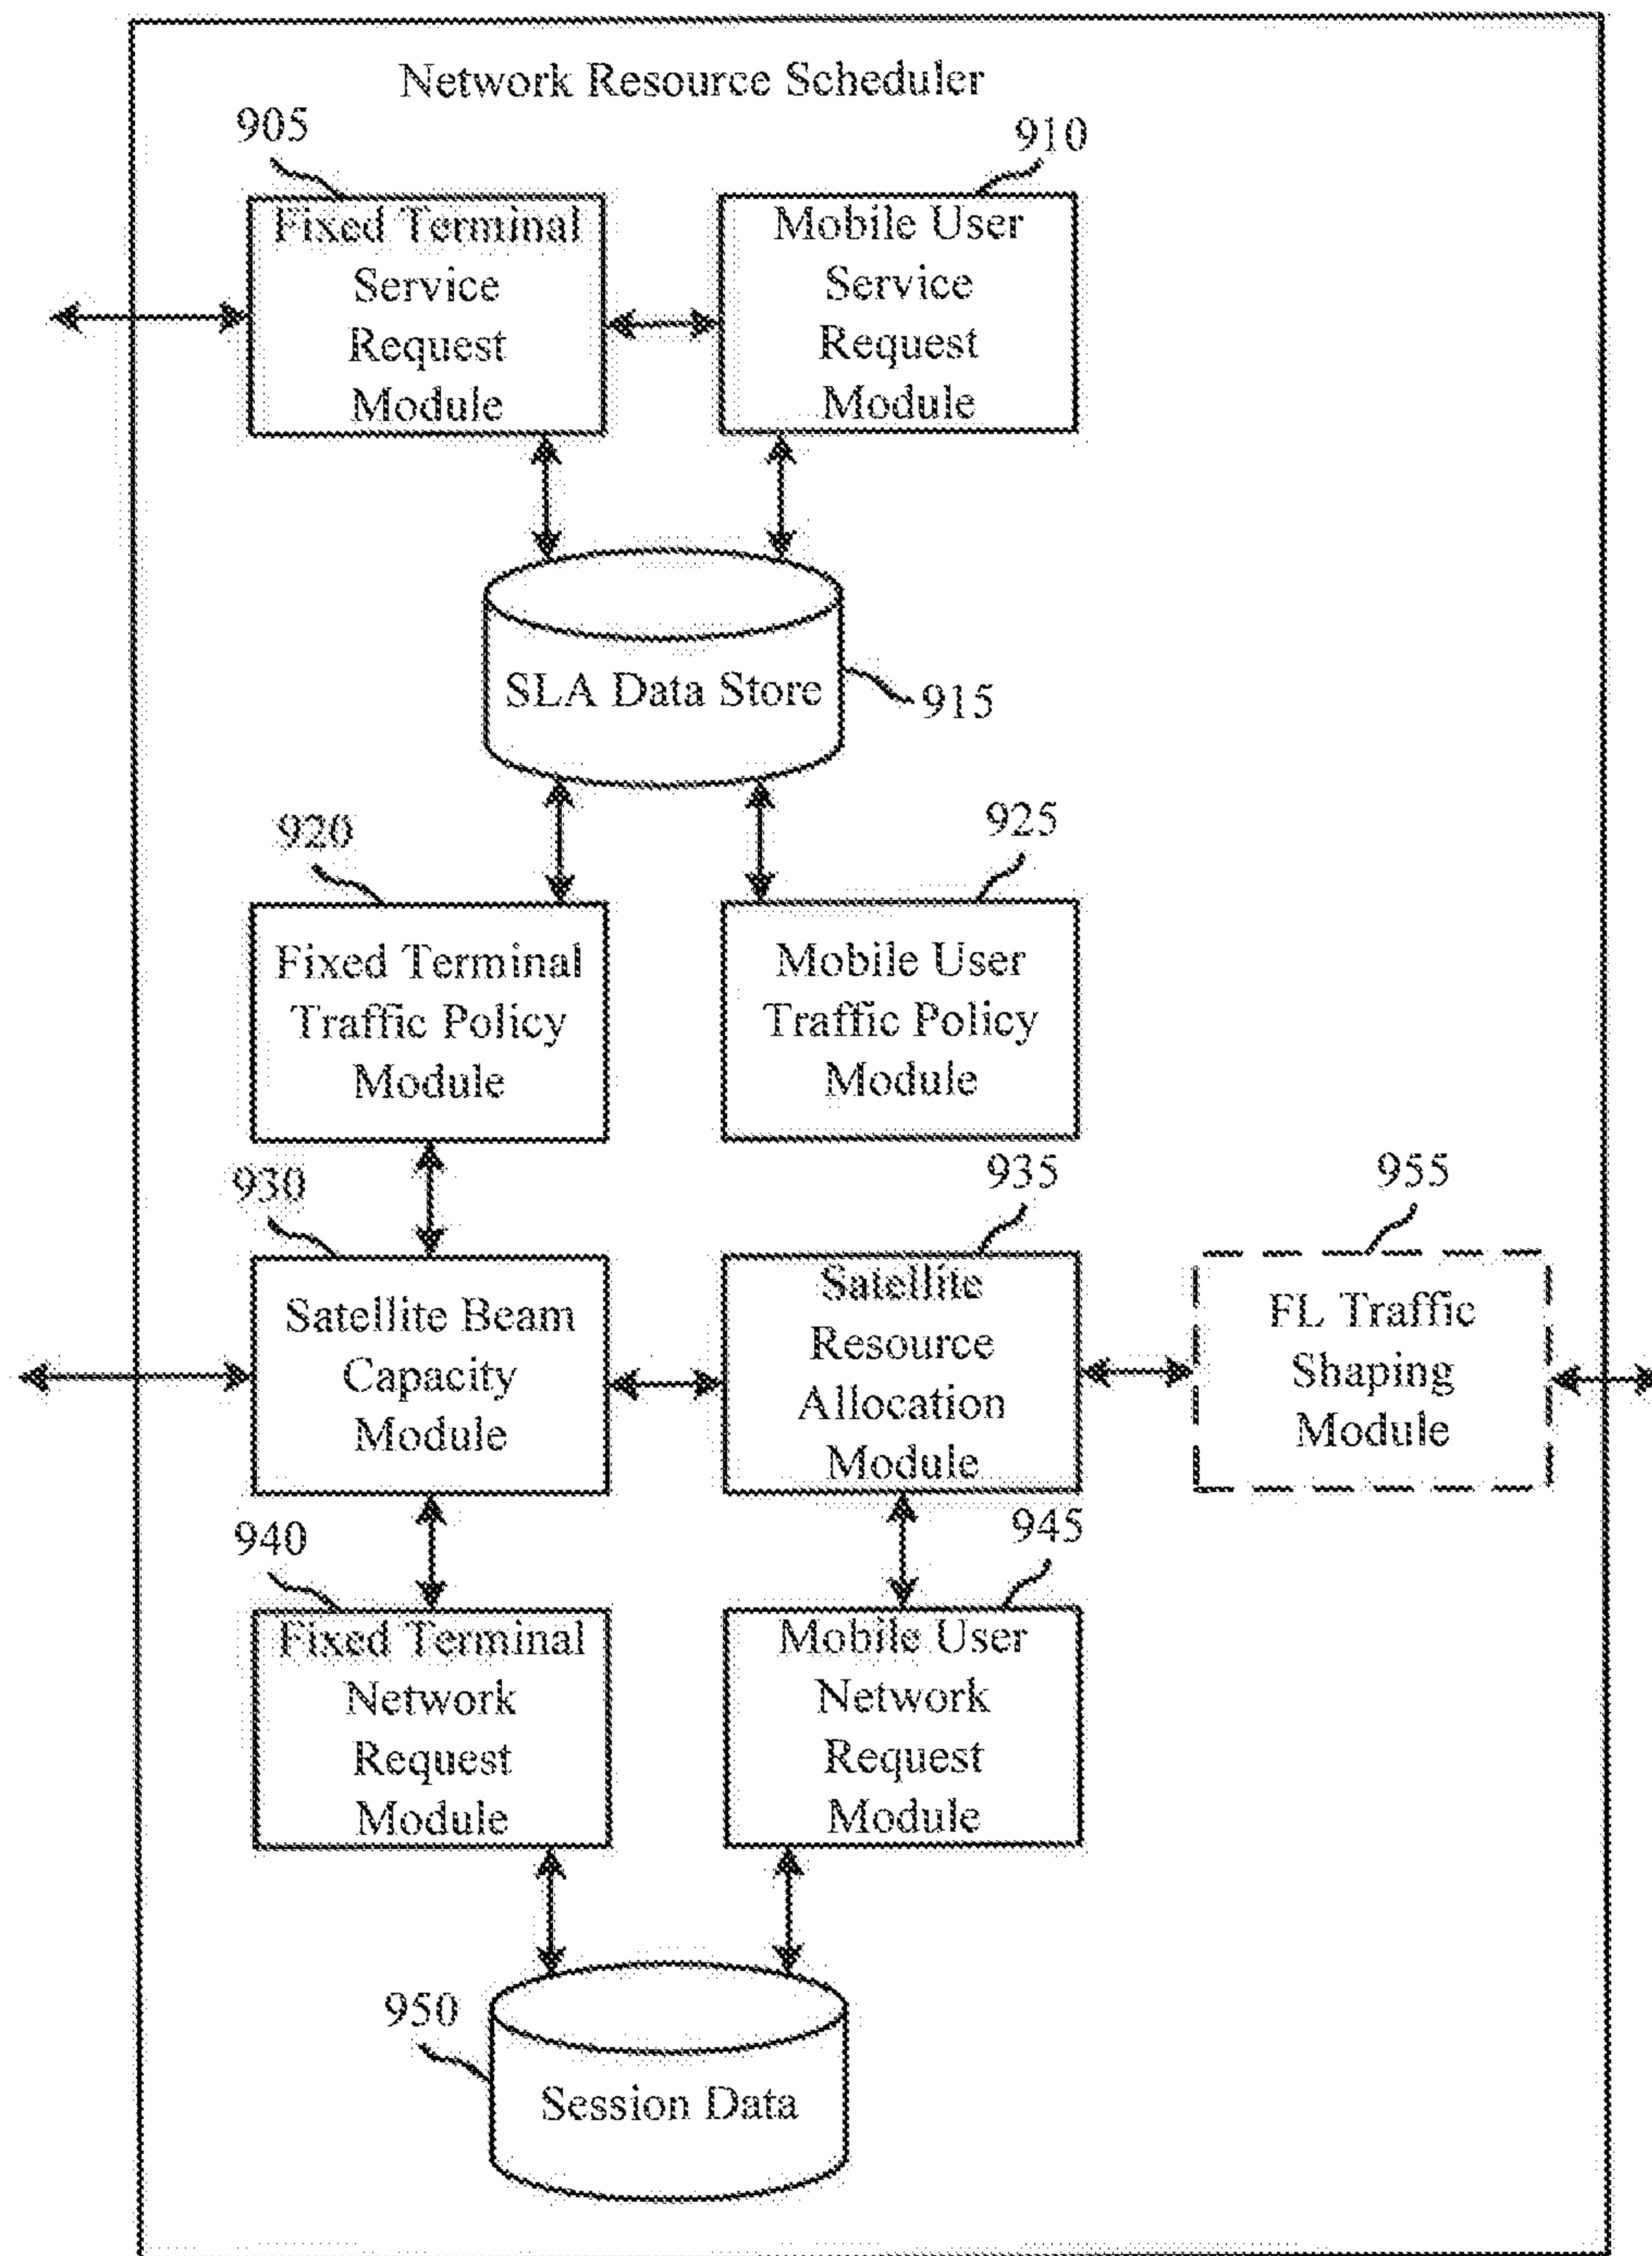 Network Resource Scheduler
905
910
Fixed Terminal
Service
Request
Module
Mobile User
Service
Request
Module
SLA Data Store
915
920
925
Fixed Terminal
Traffic Policy
Module
Mobile User
Traffic Policy
Module
930
935
955
Satellite Beam
Capacity
Module
Satellite
Resource
Allocation
Module
FL Traffic
Shaping
Module
940
945
Fixed Terminal
Network
Request
Module
Mobile User
Network
Request
Module
950
Session Data